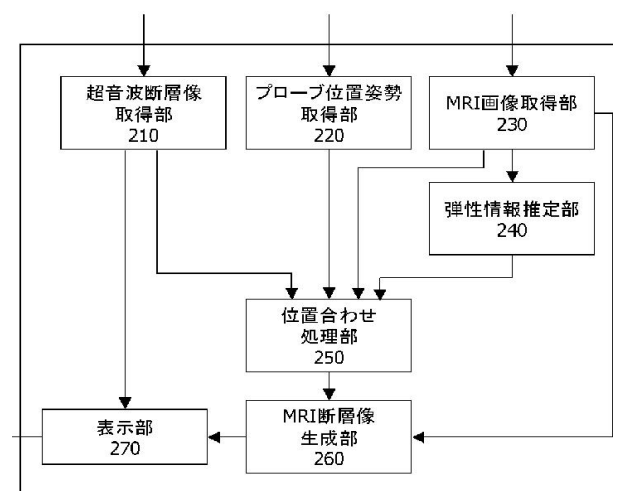 超音波断層像
取得部
210
プローブ位置姿勢
取得部
220
MRI画像取得部
230
弾性情報推定部
240
位置合わせ
処理部
250
MRI断層像
生成部
260
表示部
270